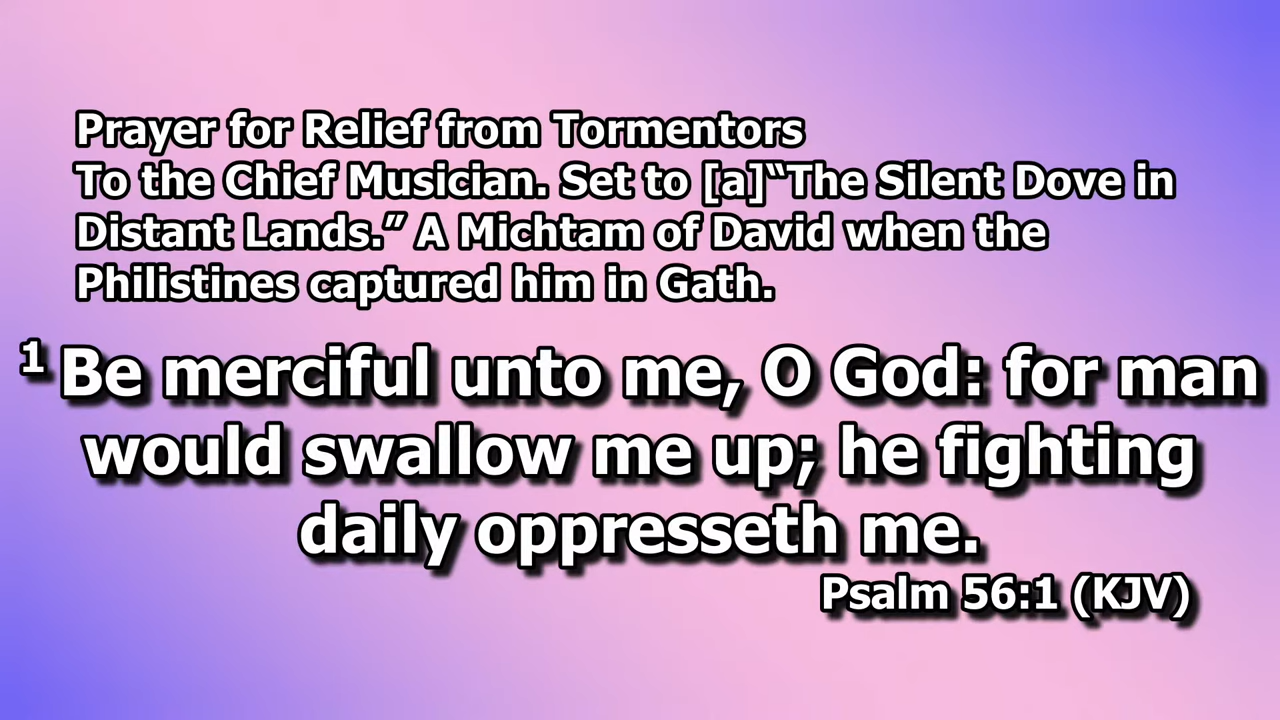 Prayer for Relief from Tormentors
To the Chief Musician. Set to [a]“The Silent Dove in
Distant Lands.” A Michtam of David when the
Philistines captured him in Gath.
1 Be merciful unto me, O God: for man
would swallow me up; he fighting
daily oppresseth me.
Psalm 56:1 (KJV)